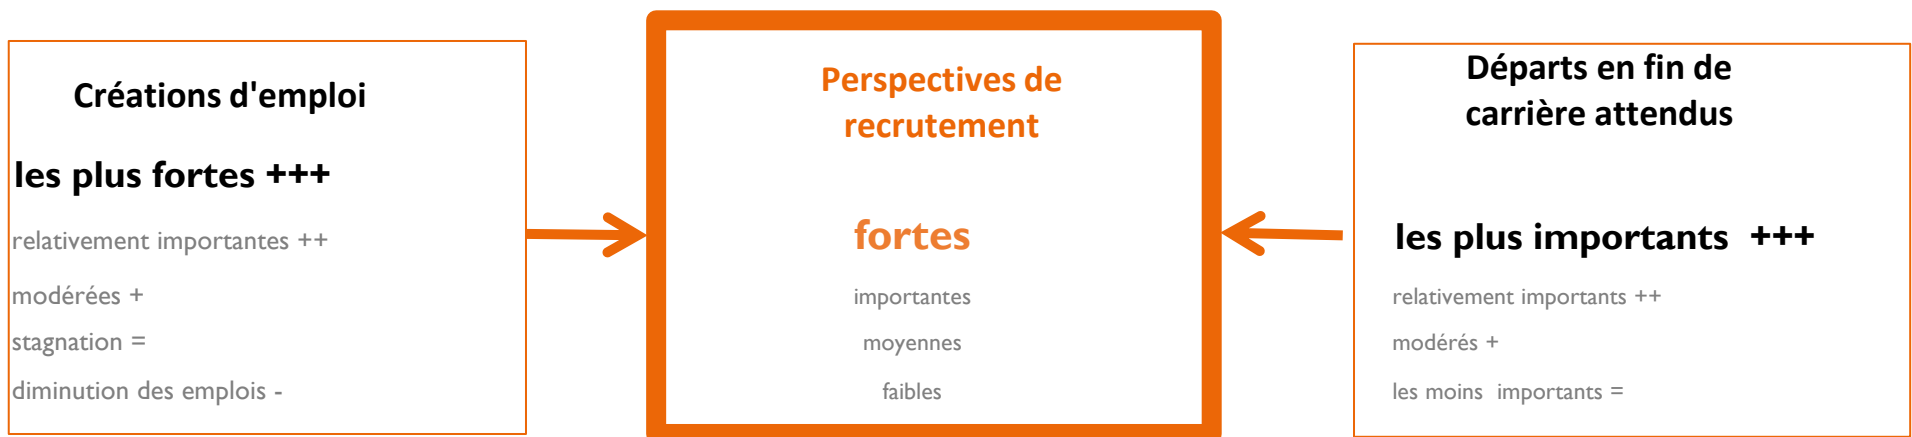 Créations d'emploi
les plus fortes +++
relativement importantes ++
modérées +
stagnation =
diminution des emplois -
Perspectives de
recrutement
fortes
importantes
moyennes
faibles
Départs en fin de
carrière attendus
les plus importants +++
relativement importants ++
modérés +
les moins importants =